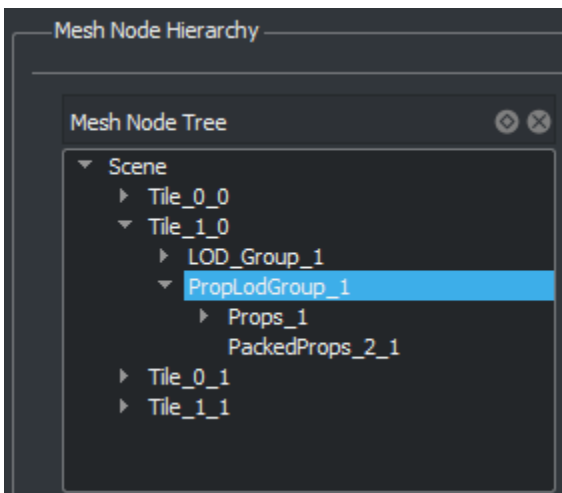 Mesh Node Hierarchy
Mesh Node Tree
Scene
Tile_0_0
Tile_1_0
LOD_Group_1
PropLodGroup_1
Props_1
PackedProps_2_1
Tile_0_1
Tile_1_1